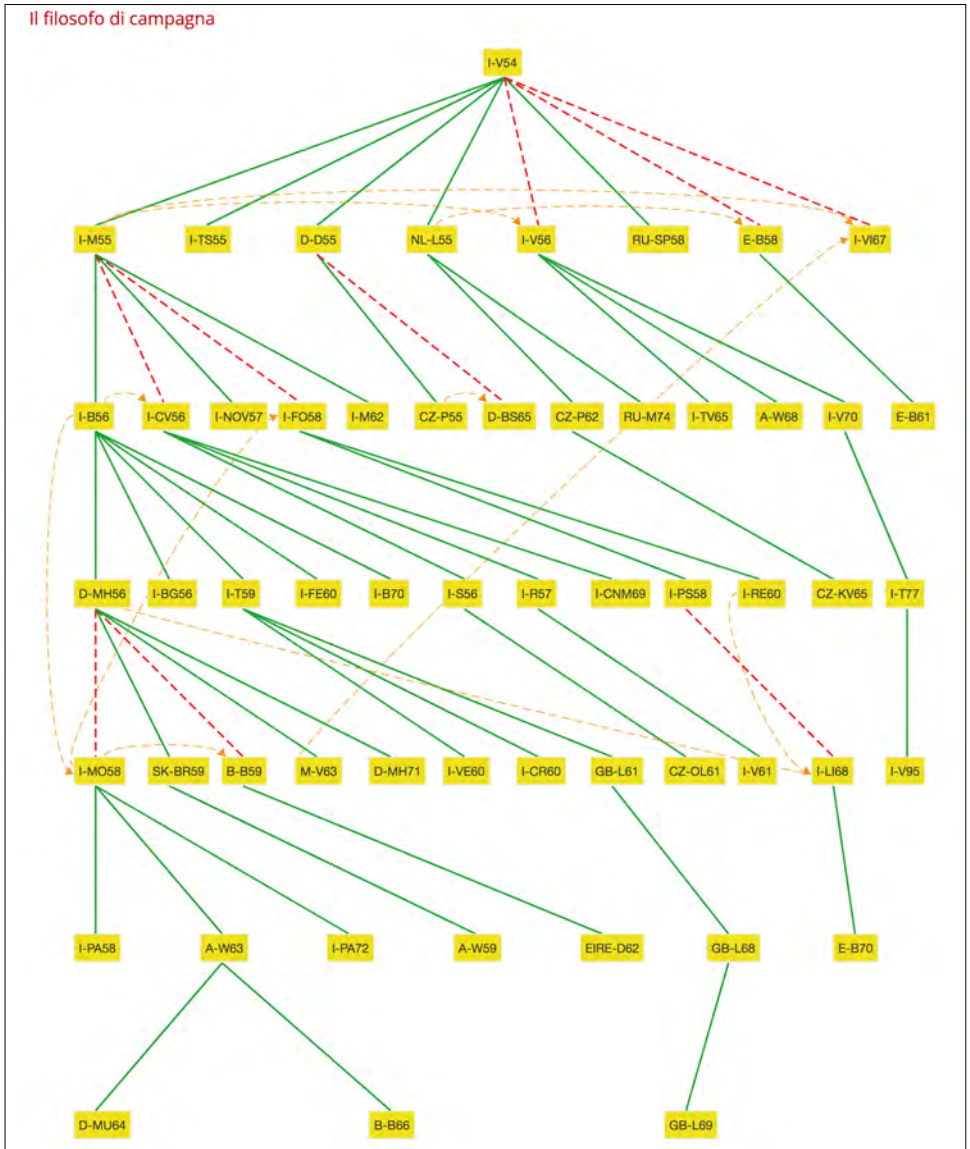 Il filosofo di campagna
I-V54
I-M55 I-TS55 D-D55 NL-L55 I-V56 RU-SP58 E-B58 I-VI67
I-B56 I-CV56 I-NOV57 I-FO58 I-M62 CZ-P55 D-BS65 CZ-P62 RU-M74 I-TV65 A-W68 I-V70 E-B61
D-MH56 I-BG56 I-T59 I-FE60 I-B70 I-S56 I-R57 I-CNM69 I-PS58 I-RE60 CZ-KV65 I-T77
I-MO58 SK-BR59 B-B59 M-V63 D-MH71 I-VE60 I-CR60 GB-L61 CZ-OL61 I-V61 I-LI68 I-V95
I-PA58 A-W63 I-PA72 A-W59 EIRE-D62 GB-L68 E-B70
D-MU64 B-B66 GB-L69